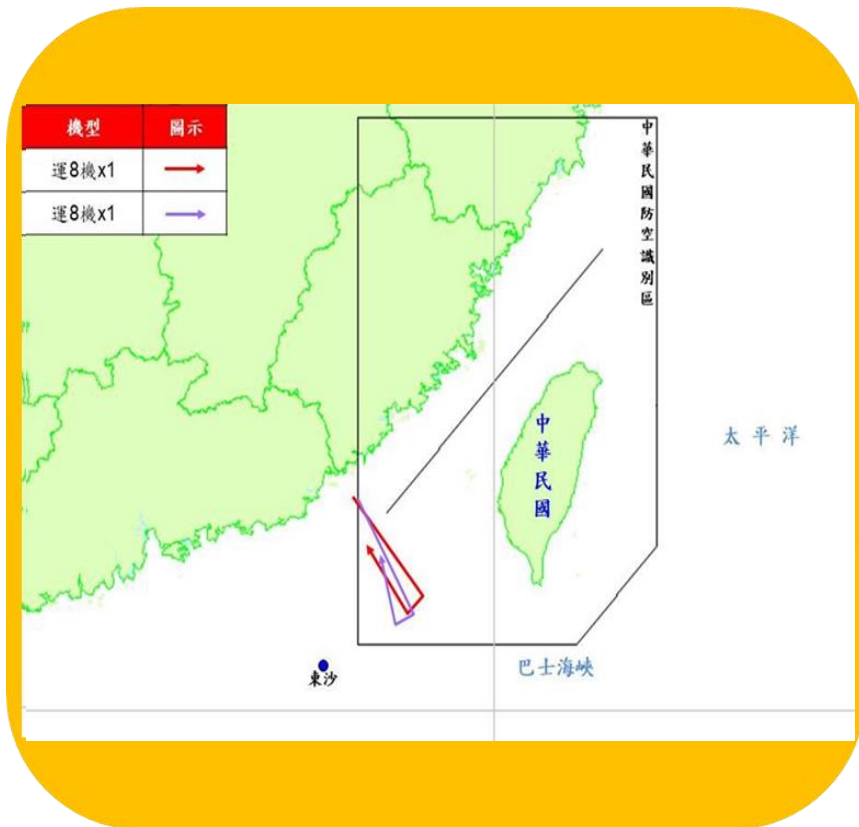 機型 圖示
運8機x1
運8機x1
中華民國防空識別區
中華民國
太平洋
巴士海峽
東沙